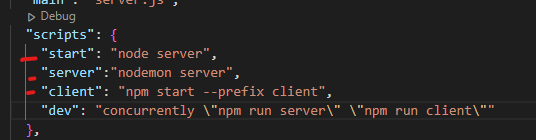 "main": "server.js",
Debug
"scripts": {
"start": "node server",
"server":"nodemon server",
"client": "npm start --prefix client",
"dev": "concurrently \"npm run server\" \"npm run client\""
},